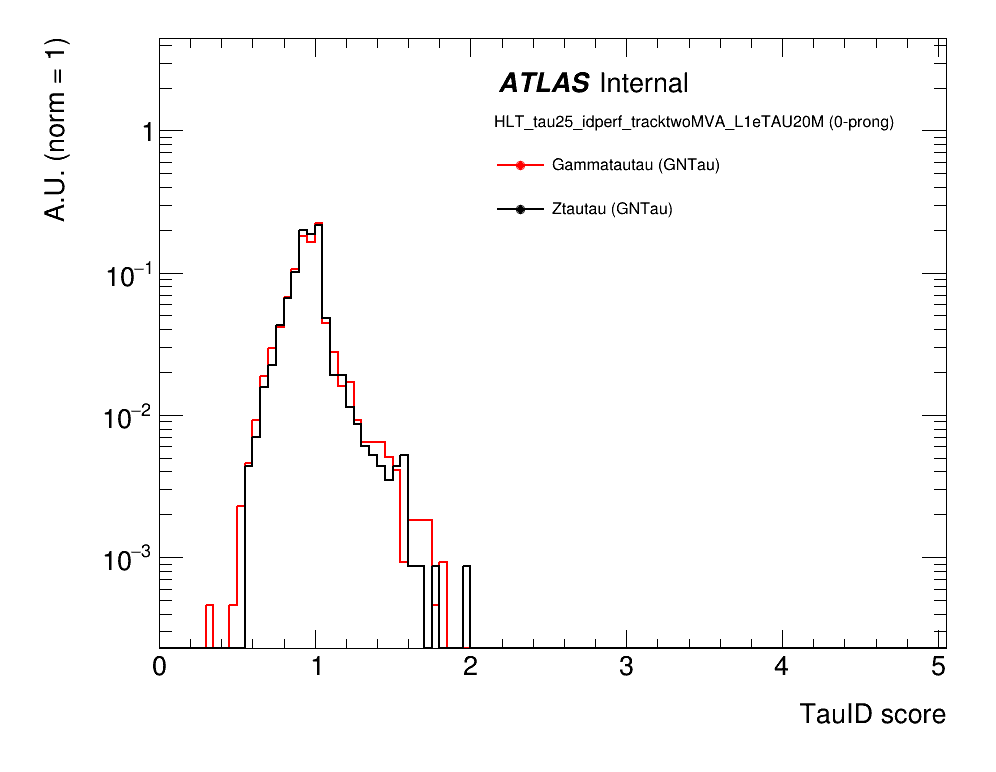 A.U. (norm = 1)
ATLAS Internal
HLT_tau25_idperf_tracktwoMVA_L1eTAU20M (0-prong)
Gammatautau (GNTau)
Ztautau (GNTau)
1
10⁻¹
10⁻²
10⁻³
0 1 2 3 4 5
TauID score